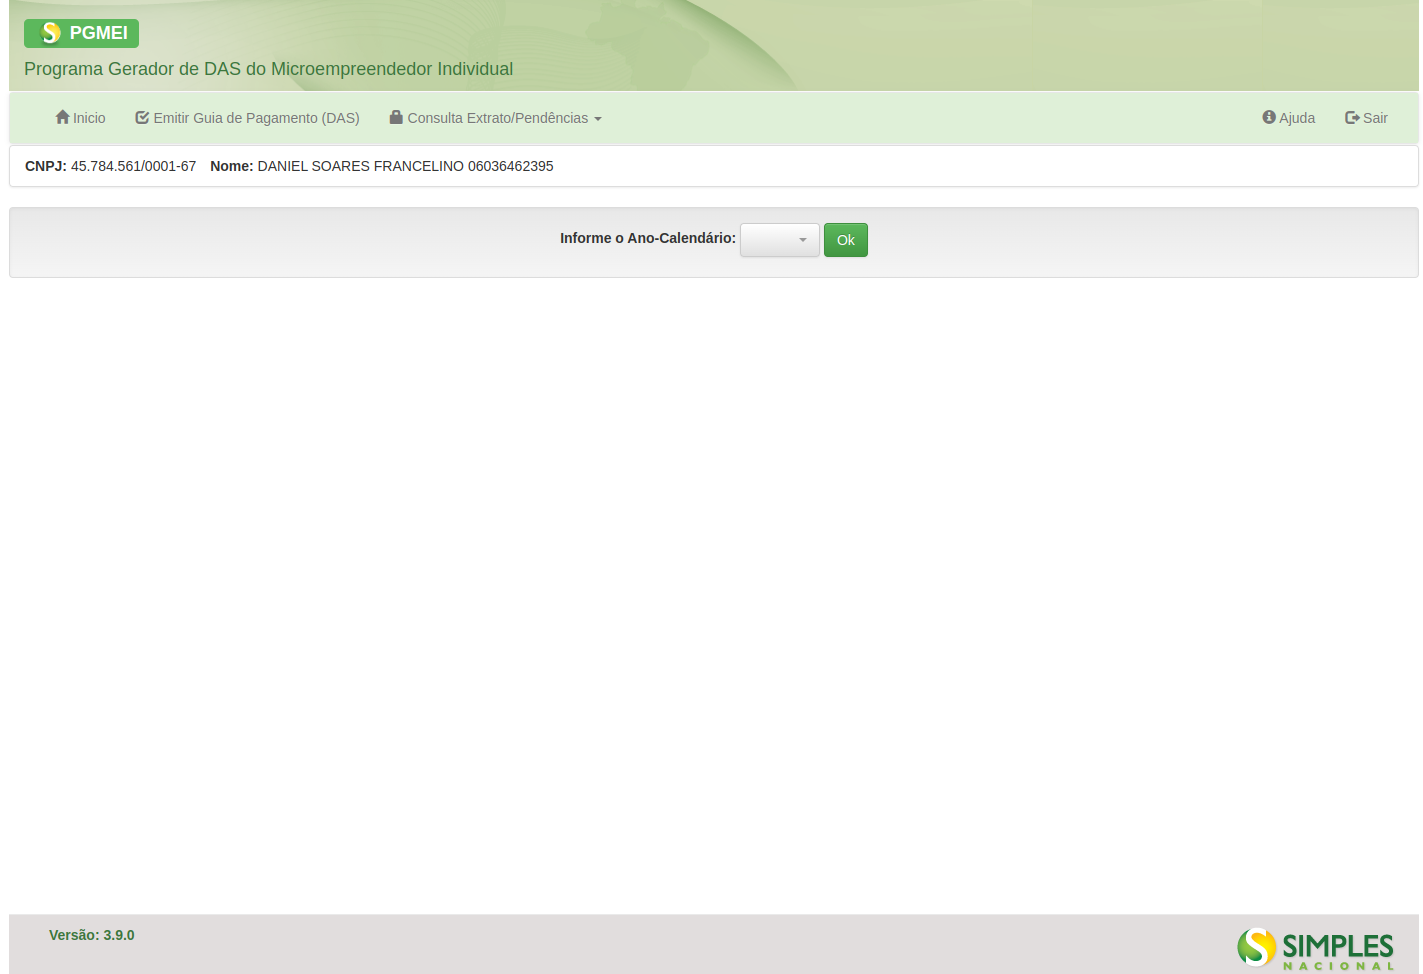 PGMEI
Programa Gerador de DAS do Microempreendedor Individual
Inicio Emitir Guia de Pagamento (DAS) Consulta Extrato/Pendências Ajuda Sair
CNPJ: 45.784.561/0001-67 Nome: DANIEL SOARES FRANCELINO 06036462395
Informe o Ano-Calendário: Ok
Versão: 3.9.0
SIMPLES
NACIONAL